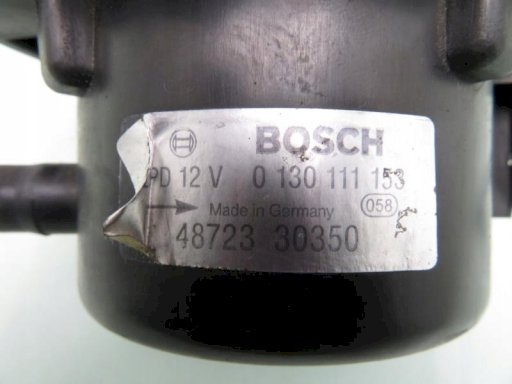 BOSCH
PD 12 V 0 130 111 153
Made in Germany 058
48723 30350